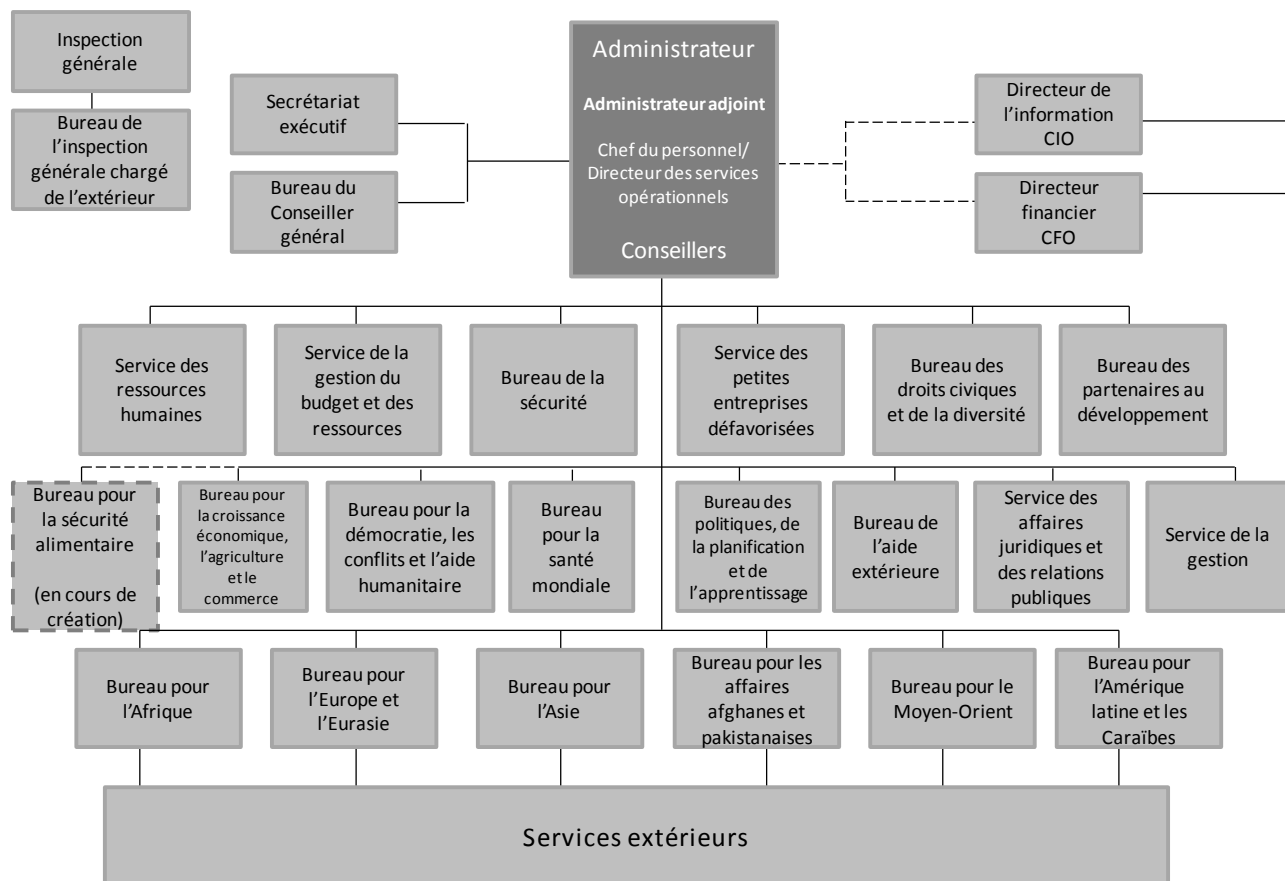 Inspection
générale
Bureau de
l'inspection
générale chargé
de l'extérieur
Secrétariat
exécutif
Bureau du
Conseiller
général
Administrateur
Administrateur adjoint
Chef du personnel/
Directeur des services
opérationnels
Conseillers
Directeur de
l'information
CIO
Directeur
financier
CFO
Service des
ressources
humaines
Service de la
gestion du
budget et des
ressources
Bureau de la
sécurité
Service des
petites
entreprises
défavorisées
Bureau des
droits civiques
et de la diversité
Bureau des
partenaires au
développement
Bureau pour
la sécurité
alimentaire
(en cours de
création)
Bureau pour
la croissance
économique,
l'agriculture
et le
commerce
Bureau pour la
démocratie, les
conflits et l'aide
humanitaire
Bureau
pour la
santé
mondiale
Bureau des
politiques, de
la planification
et de
l'apprentissage
Bureau de
l'aide
extérieure
Service des
affaires
juridiques et
des relations
publiques
Service de la
gestion
Bureau pour
l'Afrique
Bureau pour
l'Europe et
l'Eurasie
Bureau pour
l'Asie
Bureau pour les
affaires
afghanes et
pakistanaises
Bureau pour le
Moyen-Orient
Bureau pour
l'Amérique
latine et les
Caraïbes
Services extérieurs